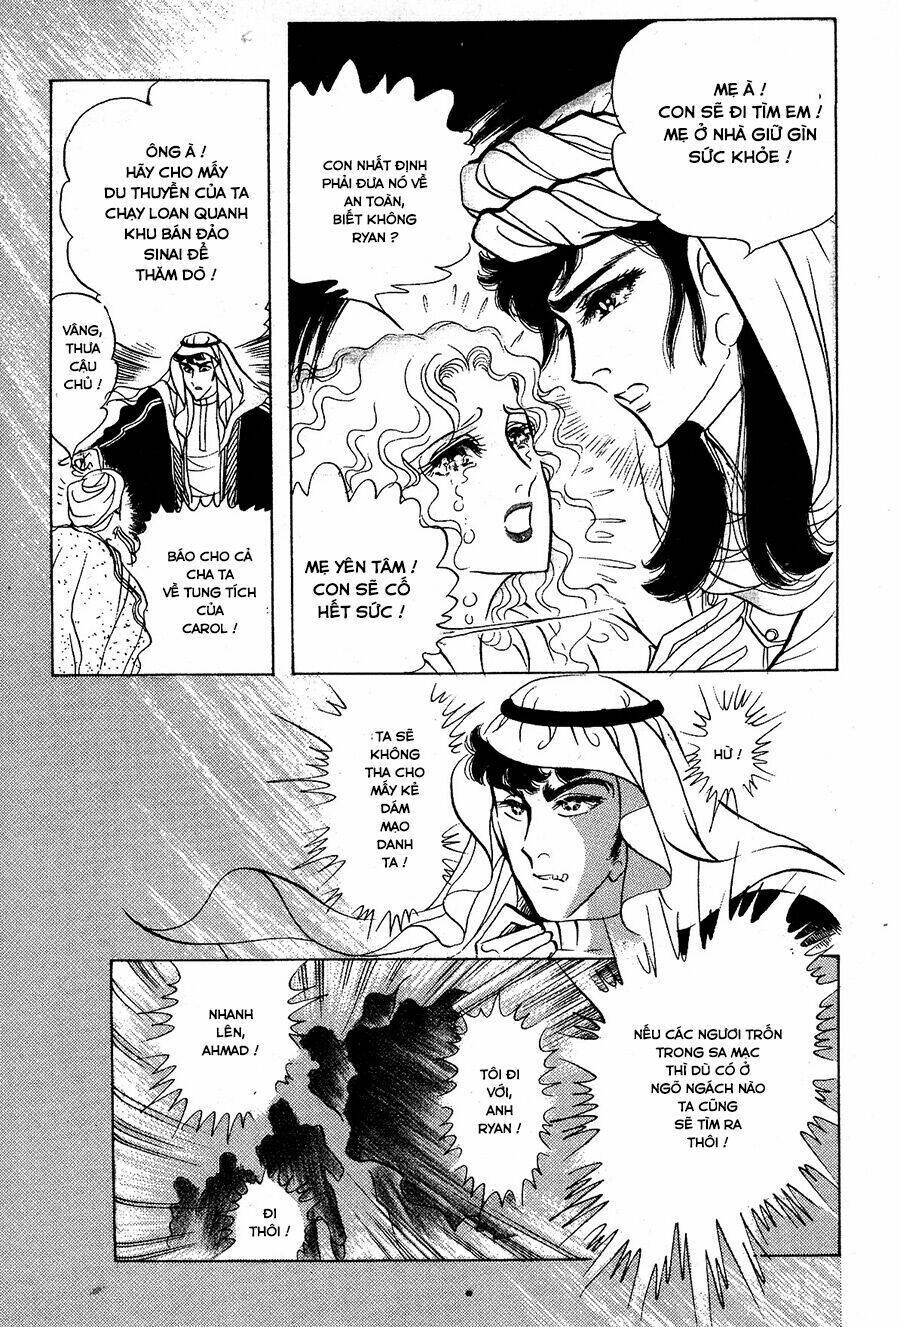 MẸ À !
CON SẼ ĐI TÌM EM !
MẸ Ở NHÀ GIỮ GÌN
SỨC KHỎE !
CON NHẤT ĐỊNH
PHẢI ĐƯA NÓ VỀ
AN TOÀN,
BIẾT KHÔNG
RYAN ?
MẸ YÊN TÂM !
CON SẼ CỐ
HẾT SỨC !
ÔNG À !
HÃY CHO MẤY
DU THUYỀN CỦA TA
CHẠY LOAN QUANH
KHU BÁN ĐẢO
SINAI ĐỂ
THĂM DÒ !
VÂNG,
THƯA
CẬU
CHỦ !
BÁO CHO CẢ
CHA TA
VỀ TUNG TÍCH
CỦA
CAROL !
HỪ !
TA SẼ
KHÔNG
THA CHO
MẤY KẺ
DÁM
MẠO
DANH
TA !
NẾU CÁC NGƯƠI TRỐN
TRONG SA MẠC
THÌ DÙ CÓ Ở
NGÕ NGÁCH NÀO
TA CŨNG
SẼ TÌM RA
THÔI !
NHANH
LÊN,
AHMAD !
TÔI ĐI
VỚI,
ANH
RYAN !
ĐI
THÔI !